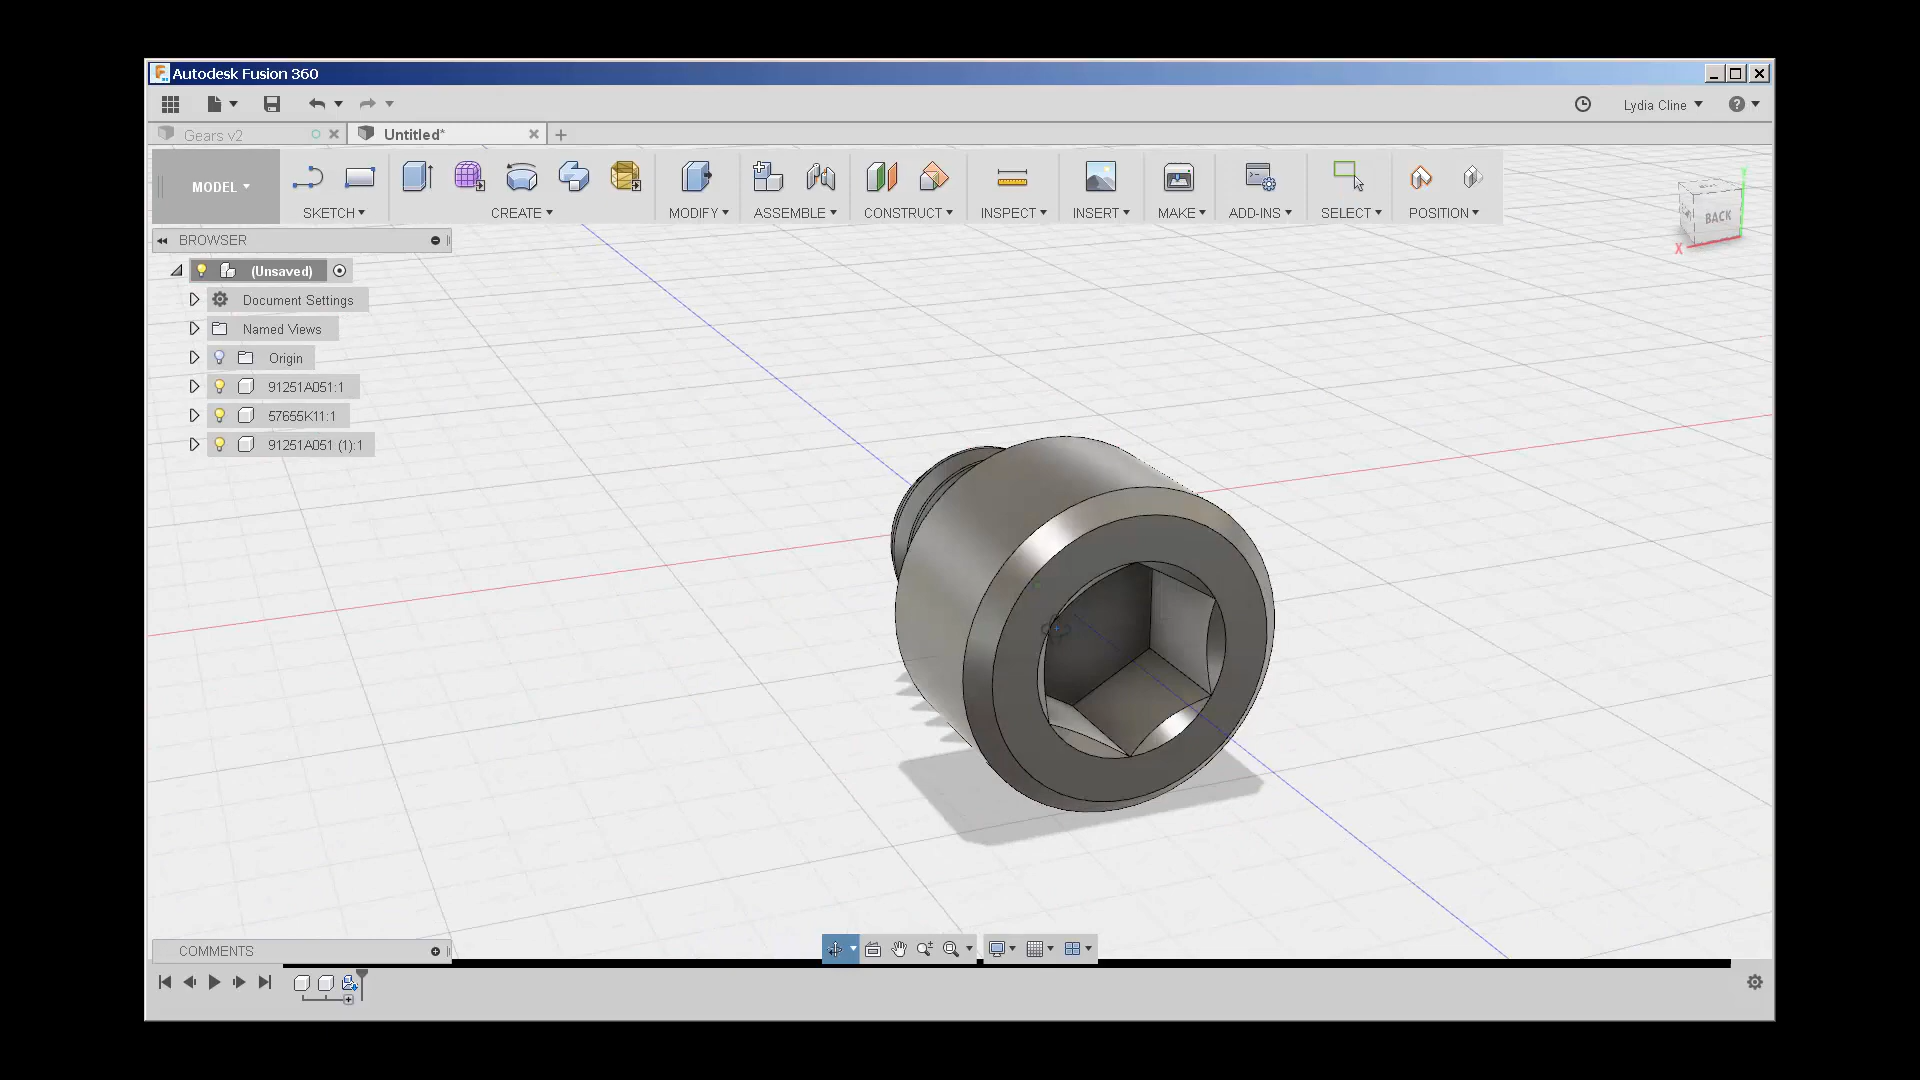 Autodesk Fusion 360
Lydia Cline
Gears v2
Untitled*
MODEL
SKETCH
CREATE
MODIFY
ASSEMBLE
CONSTRUCT
INSPECT
INSERT
MAKE
ADD-INS
SELECT
POSITION
BACK
X
Y
BROWSER
(Unsaved)
Document Settings
Named Views
Origin
91251A051:1
57655K11:1
91251A051 (1):1
COMMENTS